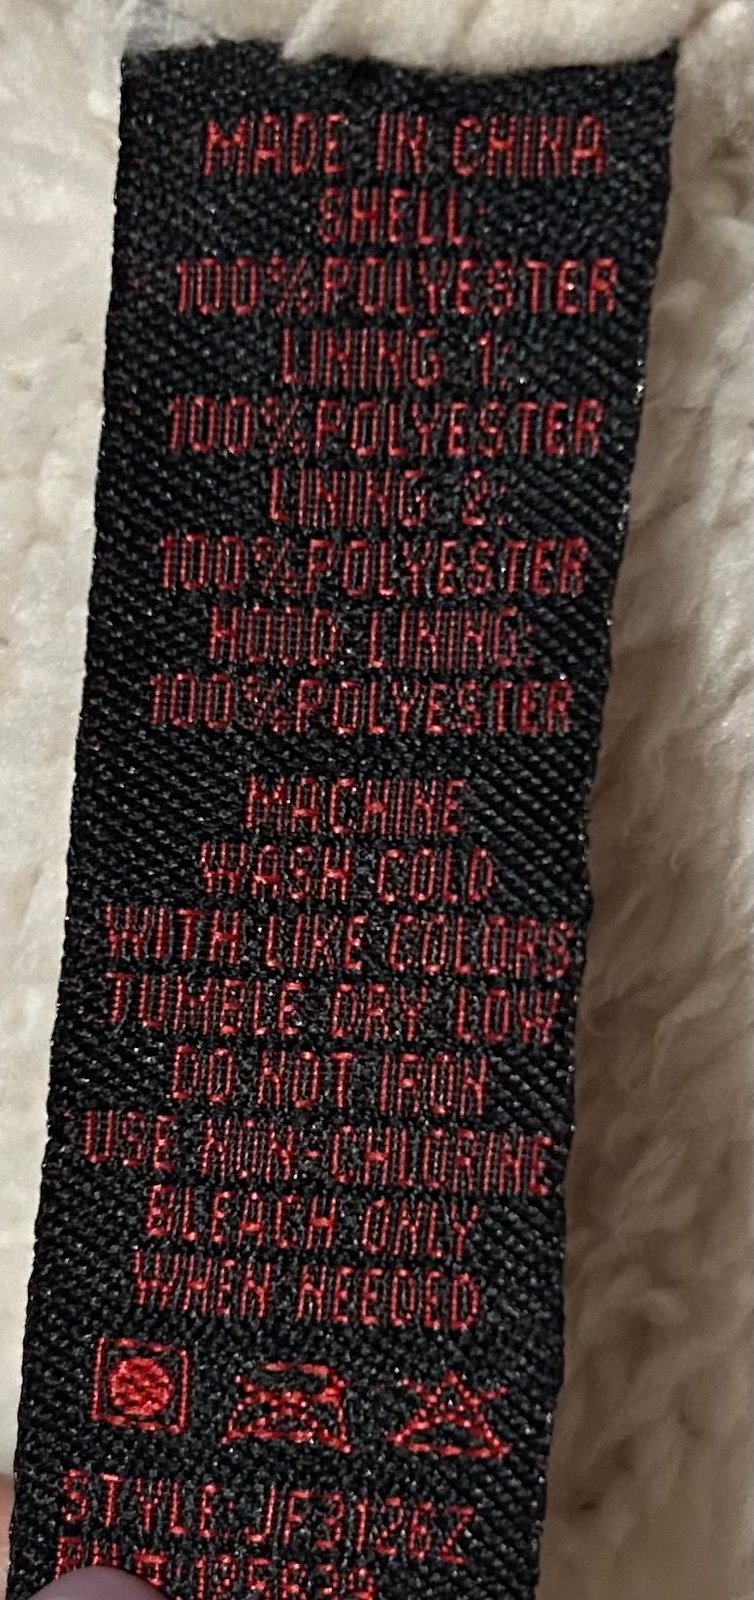 MADE IN CHINA
SHELL:
100%POLYESTER
LINING 1:
100%POLYESTER
LINING 2:
100%POLYESTER
HOOD LINING:
100%POLYESTER
MACHINE
WASH COLD
WITH LIKE COLORS
TUMBLE DRY LOW
DO NOT IRON
USE NON-CHLORINE
BLEACH ONLY
WHEN NEEDED
STYLE:JF3126Z